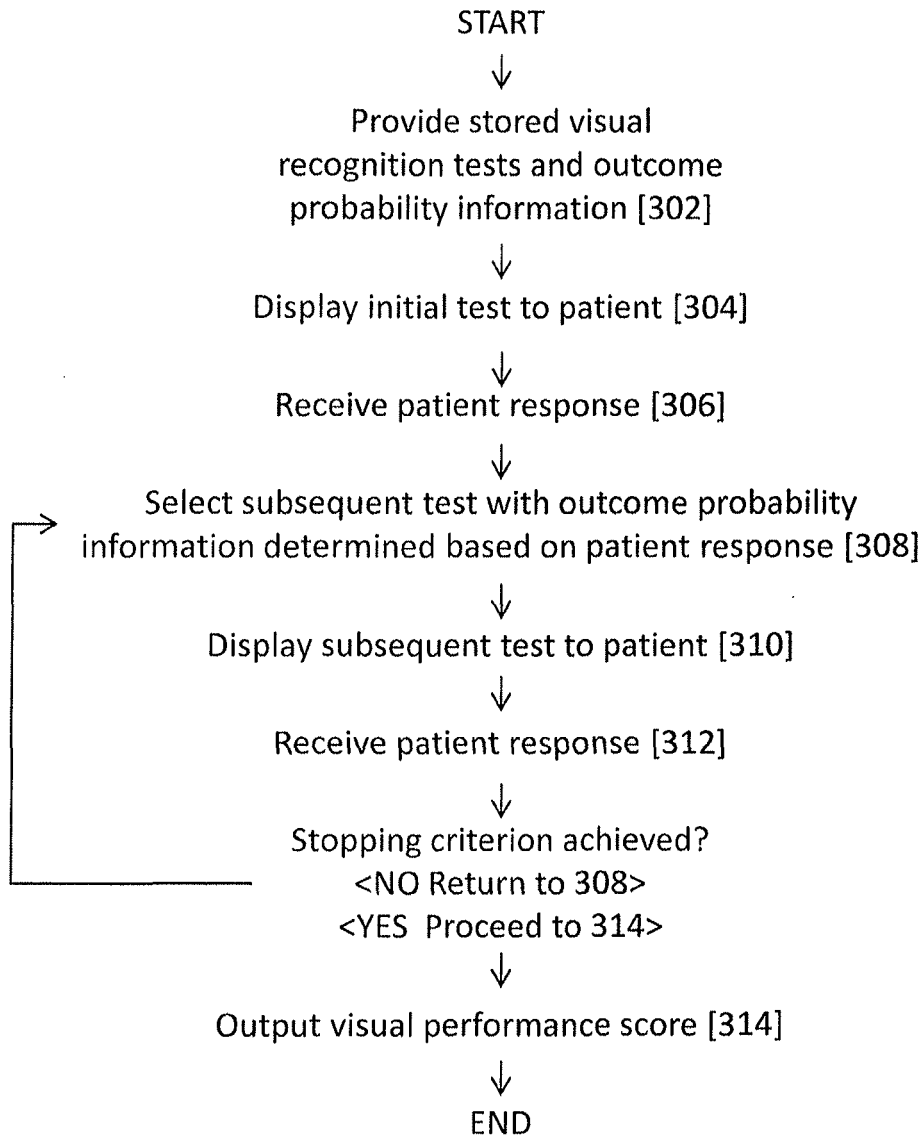 START
Provide stored visual
recognition tests and outcome
probability information [302]
Display initial test to patient [304]
Receive patient response [306]
Select subsequent test with outcome probability
information determined based on patient response [308]
Display subsequent test to patient [310]
Receive patient response [312]
Stopping criterion achieved?
<NO Return to 308>
<YES Proceed to 314>
Output visual performance score [314]
END